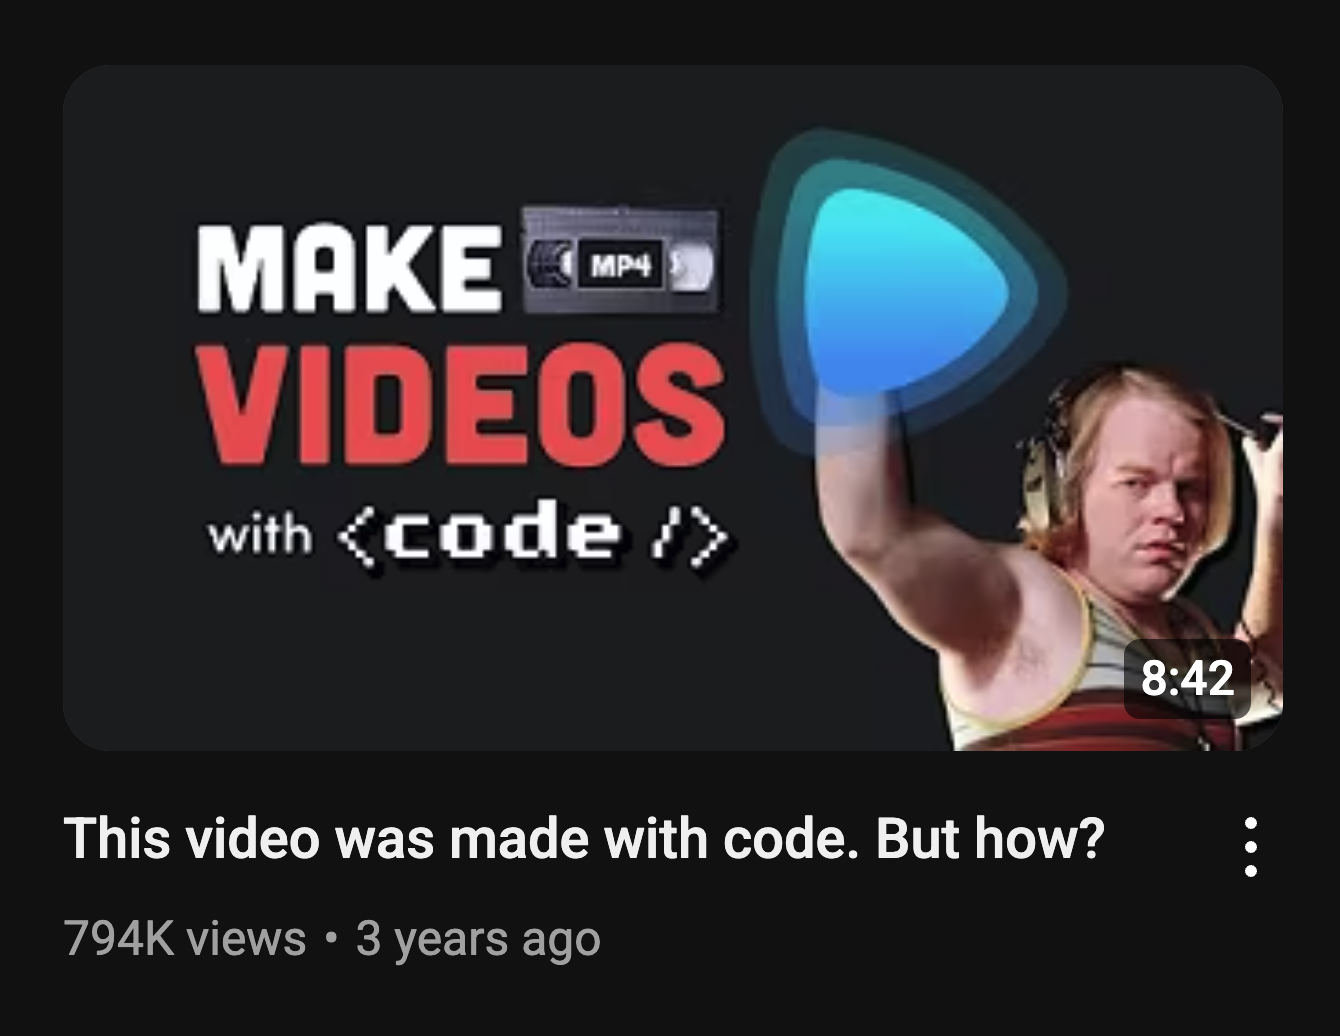 MAKE MP4
VIDEOS
with <code />
8:42
This video was made with code. But how?
794K views • 3 years ago